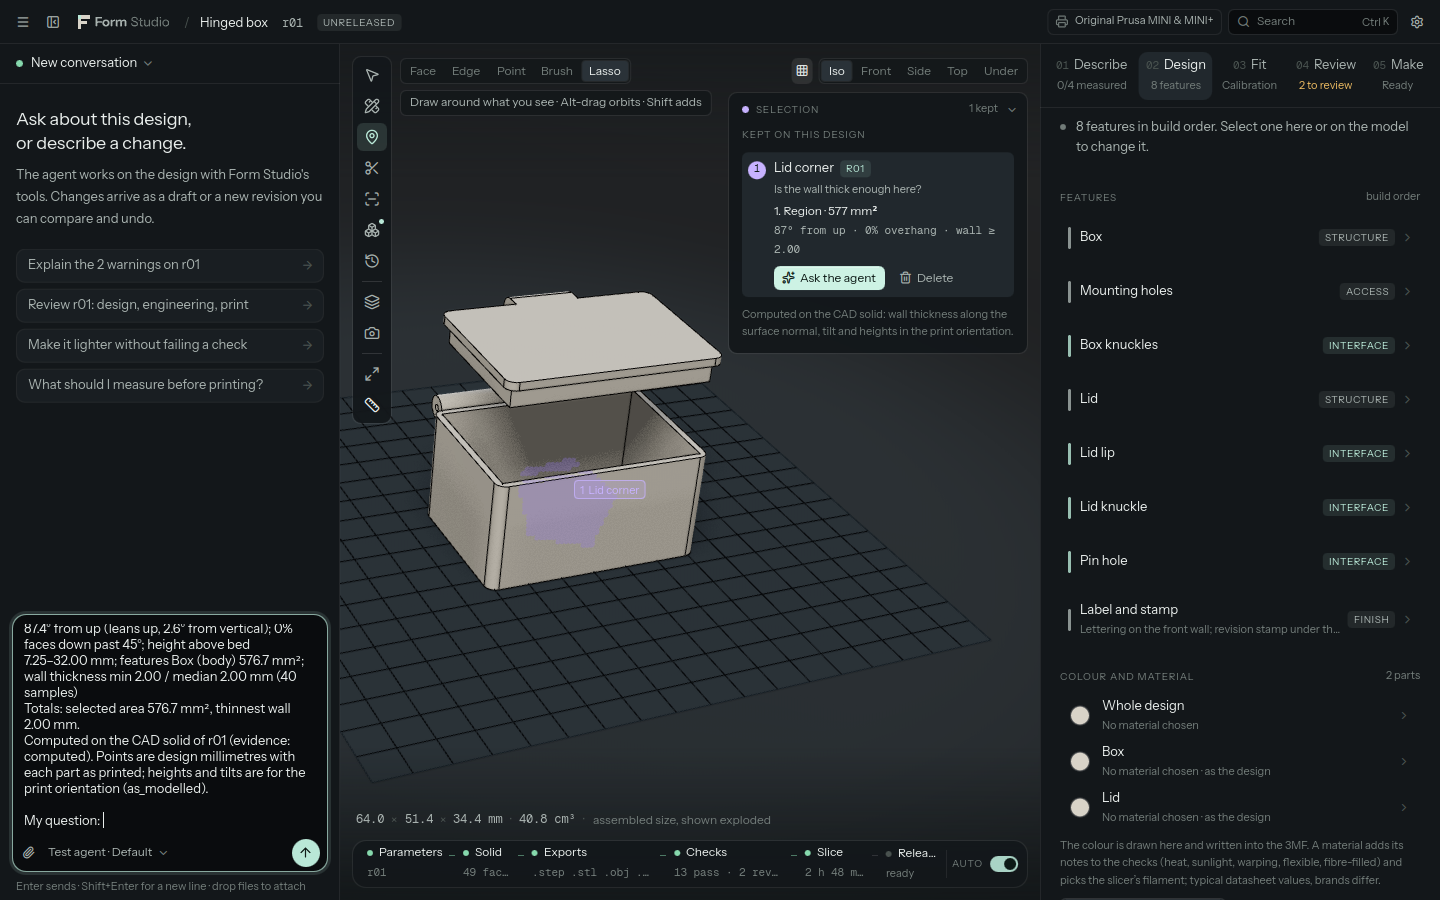 Form Studio / Hinged box r01 UNRELEASED
Original Prusa MINI & MINI+
Search Ctrl K
New conversation
Ask about this design,
or describe a change.
The agent works on the design with Form Studio's
tools. Changes arrive as a draft or a new revision you
can compare and undo.
Explain the 2 warnings on r01
Review r01: design, engineering, print
Make it lighter without failing a check
What should I measure before printing?
87.4° from up (leans up, 2.6° from vertical); 0%
faces down past 45°; height above bed
7.25–32.00 mm; features Box (body) 576.7 mm²;
wall thickness min 2.00 / median 2.00 mm (40
samples)
Totals: selected area 576.7 mm², thinnest wall
2.00 mm.
Computed on the CAD solid of r01 (evidence:
computed). Points are design millimetres with
each part as printed; heights and tilts are for the
print orientation (as_modelled).
My question:
Test agent · Default
Enter sends · Shift+Enter for a new line · drop files to attach
Face Edge Point Brush Lasso
Draw around what you see · Alt-drag orbits · Shift adds
Iso Front Side Top Under
SELECTION 1 kept
KEPT ON THIS DESIGN
1 Lid corner R01
Is the wall thick enough here?
1. Region · 577 mm²
87° from up · 0% overhang · wall ≥
2.00
Ask the agent Delete
Computed on the CAD solid: wall thickness along the
surface normal, tilt and heights in the print orientation.
1 Lid corner
64.0 × 51.4 × 34.4 mm · 40.8 cm³ · assembled size, shown exploded
Parameters
r01
Solid
49 fac…
Exports
.step .stl .obj …
Checks
13 pass · 2 rev…
Slice
2 h 48 m…
Relea…
ready
AUTO
01 Describe
0/4 measured
02 Design
8 features
03 Fit
Calibration
04 Review
2 to review
05 Make
Ready
8 features in build order. Select one here or on the model
to change it.
FEATURES build order
Box STRUCTURE
Mounting holes ACCESS
Box knuckles INTERFACE
Lid STRUCTURE
Lid lip INTERFACE
Lid knuckle INTERFACE
Pin hole INTERFACE
Label and stamp FINISH
Lettering on the front wall; revision stamp under th…
COLOUR AND MATERIAL 2 parts
Whole design
No material chosen
Box
No material chosen · as the design
Lid
No material chosen · as the design
The colour is drawn here and written into the 3MF. A material adds its
notes to the checks (heat, sunlight, warping, flexible, fibre-filled) and
picks the slicer's filament; typical datasheet values, brands differ.